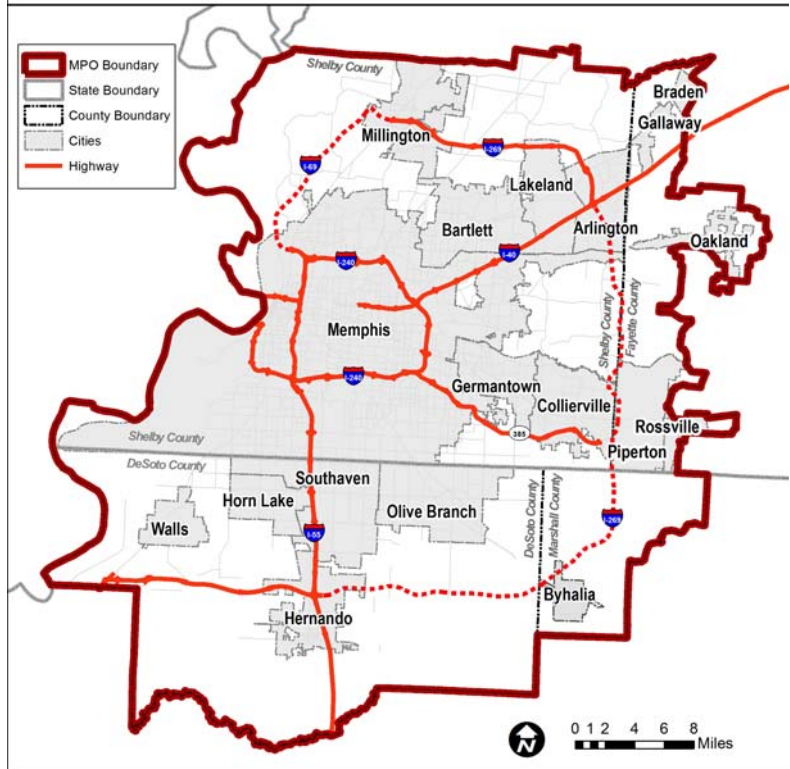 MPO Boundary
State Boundary
County Boundary
Cities
Highway
Shelby County
Braden
Gallaway
Millington
I-269
I-69
Lakeland
Bartlett
Arlington
Oakland
I-240
I-40
Memphis
Shelby County
Fayette County
I-240
Germantown
Collierville
Rossville
385
Piperton
Shelby County
DeSoto County
Southaven
Horn Lake
Olive Branch
Walls
DeSoto County
Marshall County
I-269
I-55
Byhalia
Hernando
N
0 1 2 4 6 8
Miles